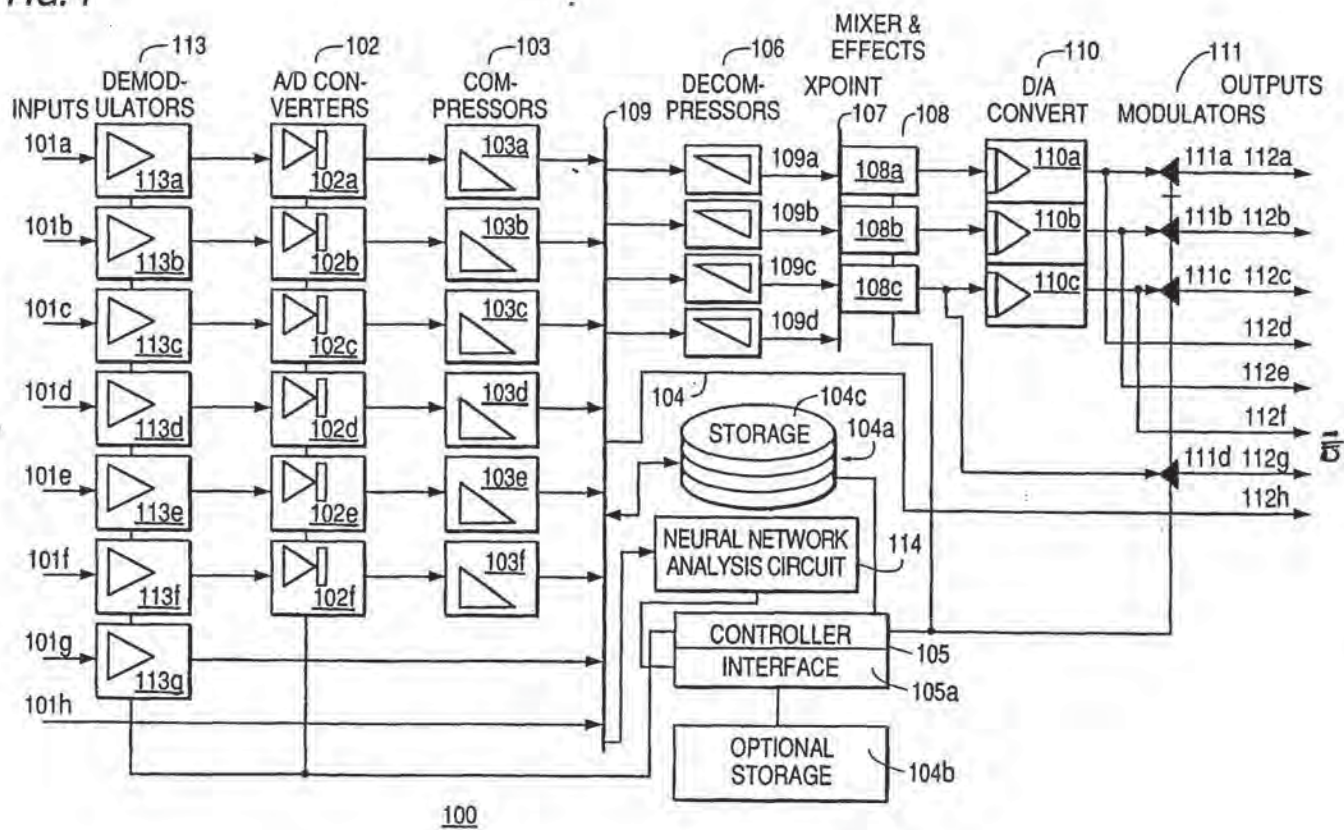 FIG. 1
113
102
103
106
MIXER &
EFFECTS
110
111
DEMOD-
ULATORS
A/D CON-
VERTERS
COM-
PRESSORS
109
DECOM-
PRESSORS
XPOINT
107
108
D/A
CONVERT
MODULATORS
OUTPUTS
INPUTS
101a
113a
102a
103a
109a
108a
110a
111a
112a
101b
113b
102b
103b
109b
108b
110b
111b
112b
101c
113c
102c
103c
109c
108c
110c
111c
112c
109d
112d
101d
113d
102d
103d
104
104c
STORAGE
104a
112e
112f
101e
113e
102e
103e
111d
112g
112h
NEURAL NETWORK
ANALYSIS CIRCUIT
114
101f
113f
102f
103f
101g
113g
CONTROLLER
105
INTERFACE
105a
101h
OPTIONAL
STORAGE
104b
100